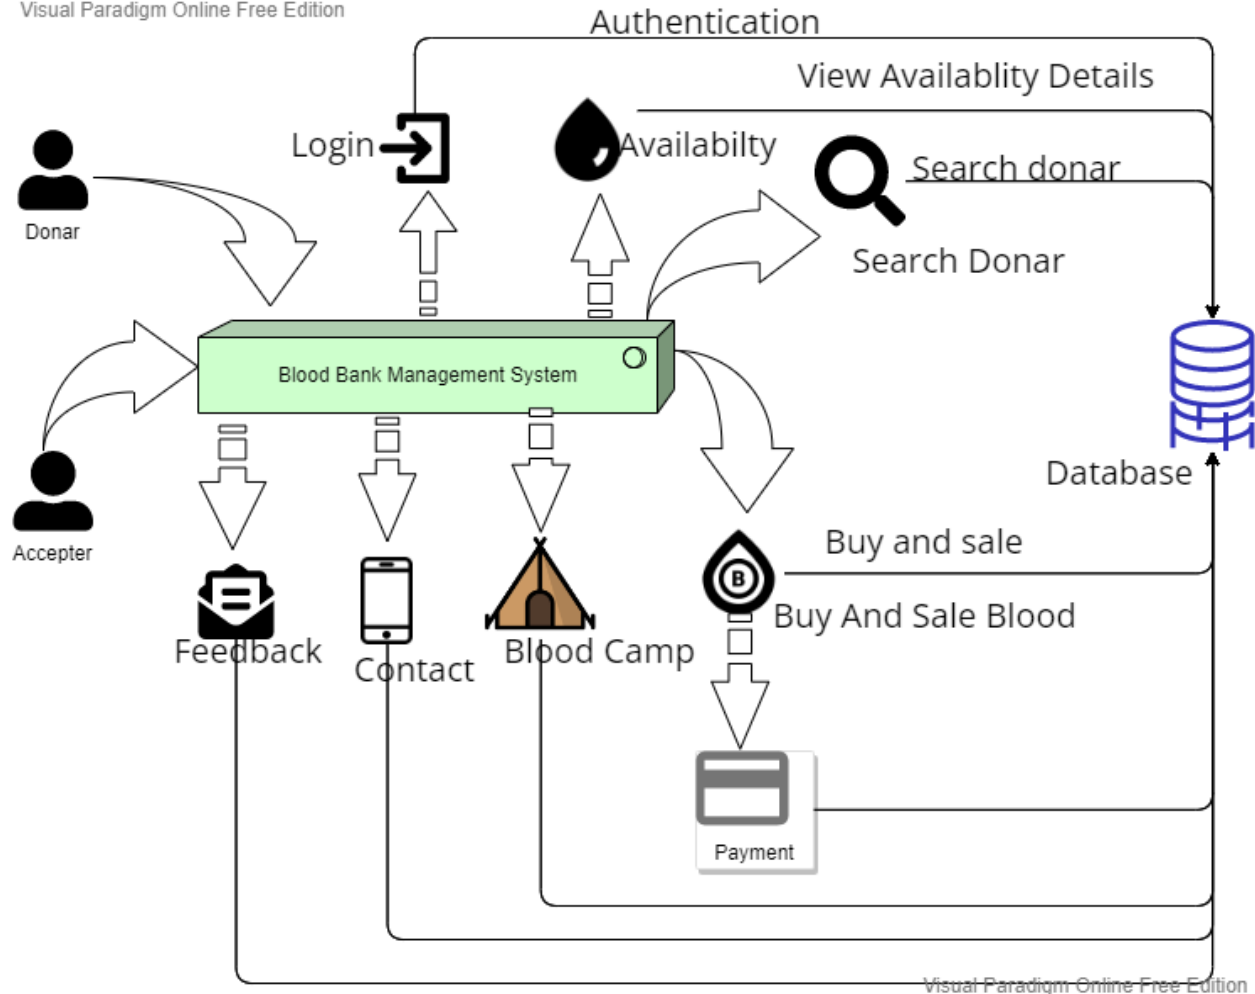 Visual Paradigm Online Free Edition
Authentication
View Availablity Details
Login
Availabilty
Search donar
Donar
Search Donar
Blood Bank Management System
Database
Accepter
Buy and sale
B
Buy And Sale Blood
Feedback
Contact
Blood Camp
Payment
Visual Paradigm Online Free Edition